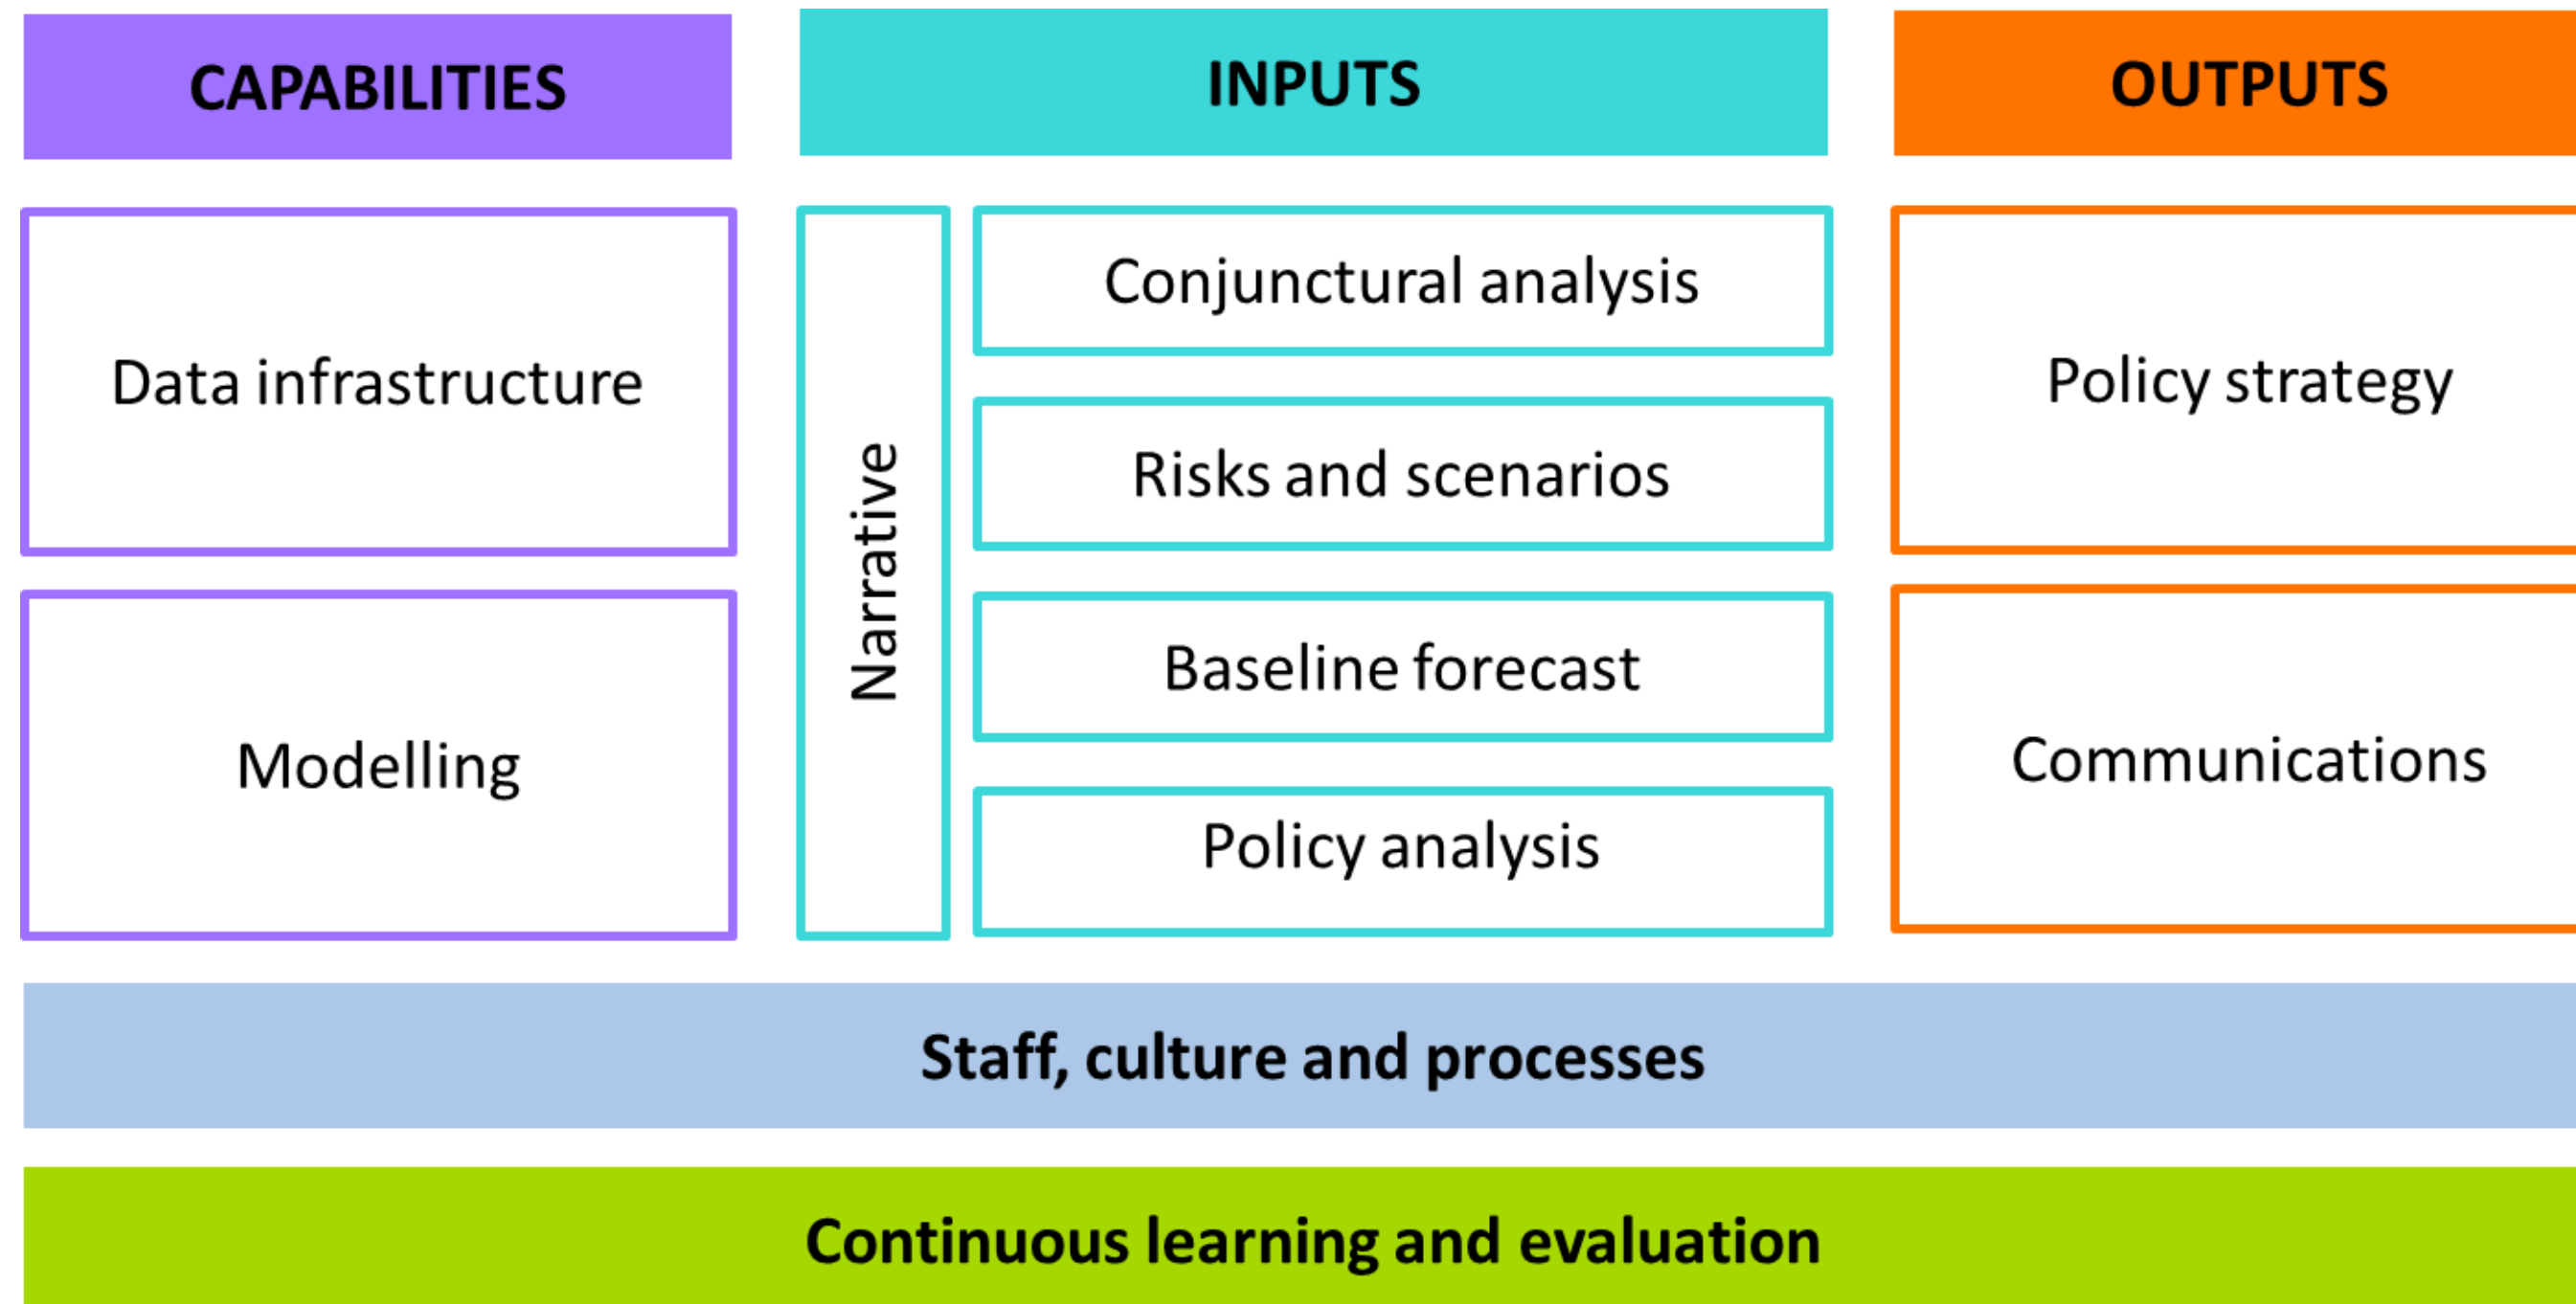 CAPABILITIES
INPUTS
OUTPUTS
Data infrastructure
Modelling
Narrative
Conjunctural analysis
Risks and scenarios
Baseline forecast
Policy analysis
Policy strategy
Communications
Staff, culture and processes
Continuous learning and evaluation